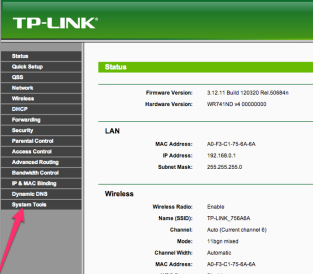 TP-LINK®
Status
Quick Setup
QSS
Network
Wireless
DHCP
Forwarding
Security
Parental Control
Access Control
Advanced Routing
Bandwidth Control
IP & MAC Binding
Dynamic DNS
System Tools
Status
Firmware Version: 3.12.11 Build 120320 Rel.50684n
Hardware Version: WR741ND v4 00000000
LAN
MAC Address: A0-F3-C1-75-6A-6A
IP Address: 192.168.0.1
Subnet Mask: 255.255.255.0
Wireless
Wireless Radio: Enable
Name (SSID): TP-LINK_756A6A
Channel: Auto (Current channel 6)
Mode: 11bgn mixed
Channel Width: Automatic
MAC Address: A0-F3-C1-75-6A-6A